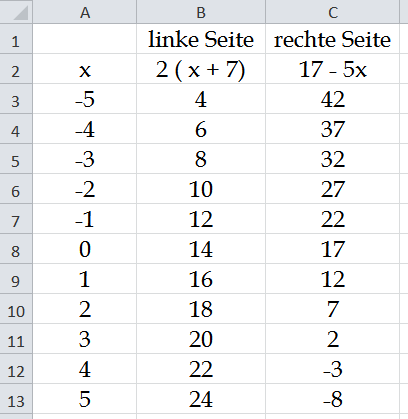 A B C
1 linke Seite rechte Seite
2 x 2 ( x + 7) 17 - 5x
3 -5 4 42
4 -4 6 37
5 -3 8 32
6 -2 10 27
7 -1 12 22
8 0 14 17
9 1 16 12
10 2 18 7
11 3 20 2
12 4 22 -3
13 5 24 -8